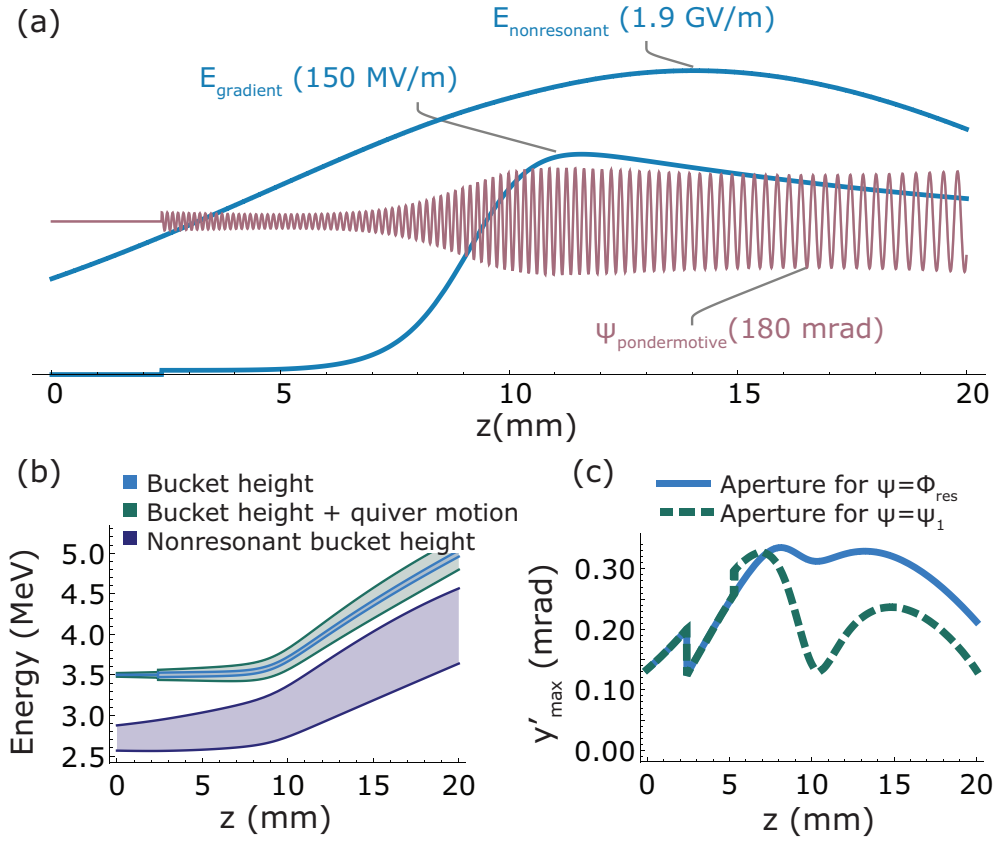 (a)
E_nonresonant (1.9 GV/m)
E_gradient (150 MV/m)
Ψ_pondermotive (180 mrad)
0 5 10 15 20
z(mm)
(b)
Bucket height
Bucket height + quiver motion
Nonresonant bucket height
Energy (MeV)
5.0
4.5
4.0
3.5
3.0
2.5
0 5 10 15 20
z (mm)
(c)
Aperture for ψ=Φ_res
Aperture for ψ=ψ_1
y′_max (mrad)
0.30
0.20
0.10
0.00
0 5 10 15 20
z (mm)